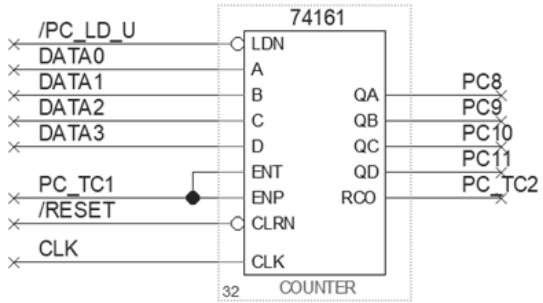 74161
/PC_LD_U
LDN
DATA0
A
DATA1
B
QA
PC8
DATA2
C
QB
PC9
DATA3
D
QC
PC10
ENT
QD
PC11
PC_TC1
ENP
RCO
PC_TC2
/RESET
CLRN
CLK
CLK
32
COUNTER